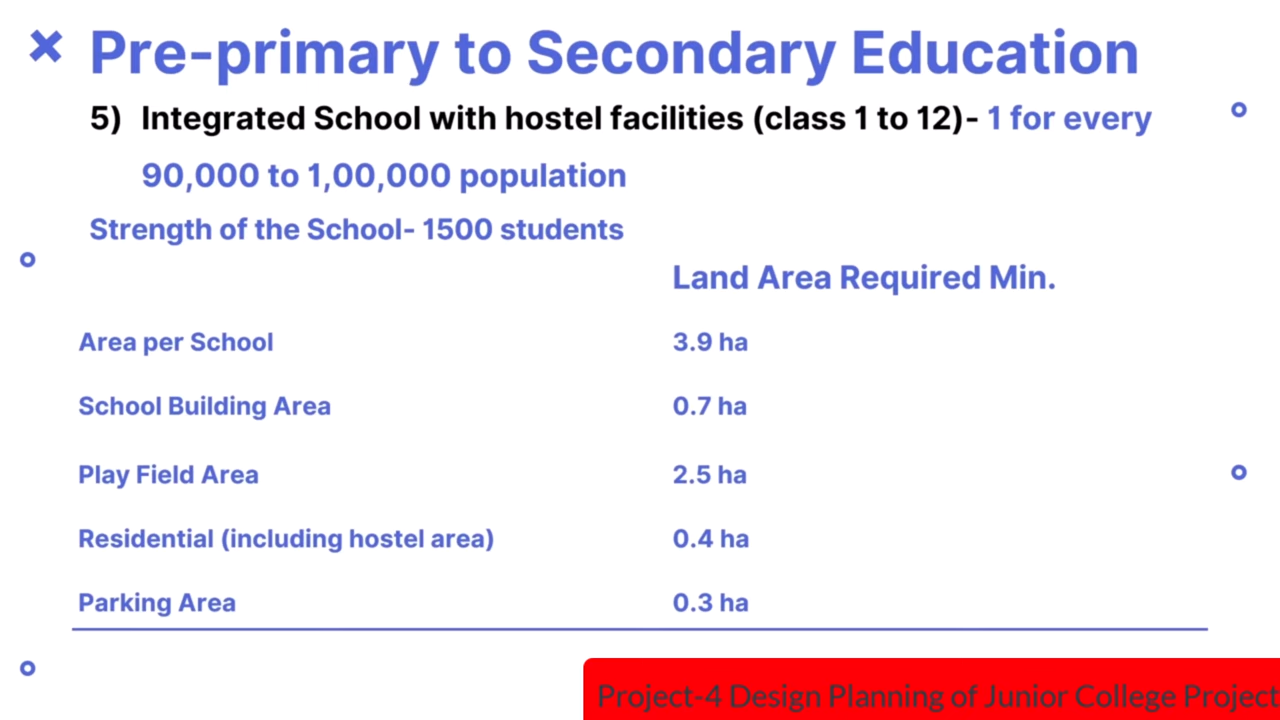 Pre-primary to Secondary Education
5) Integrated School with hostel facilities (class 1 to 12)- 1 for every
90,000 to 1,00,000 population
Strength of the School- 1500 students
Land Area Required Min.
Area per School 3.9 ha
School Building Area 0.7 ha
Play Field Area 2.5 ha
Residential (including hostel area) 0.4 ha
Parking Area 0.3 ha
Project-4 Design Planning of Junior College Project